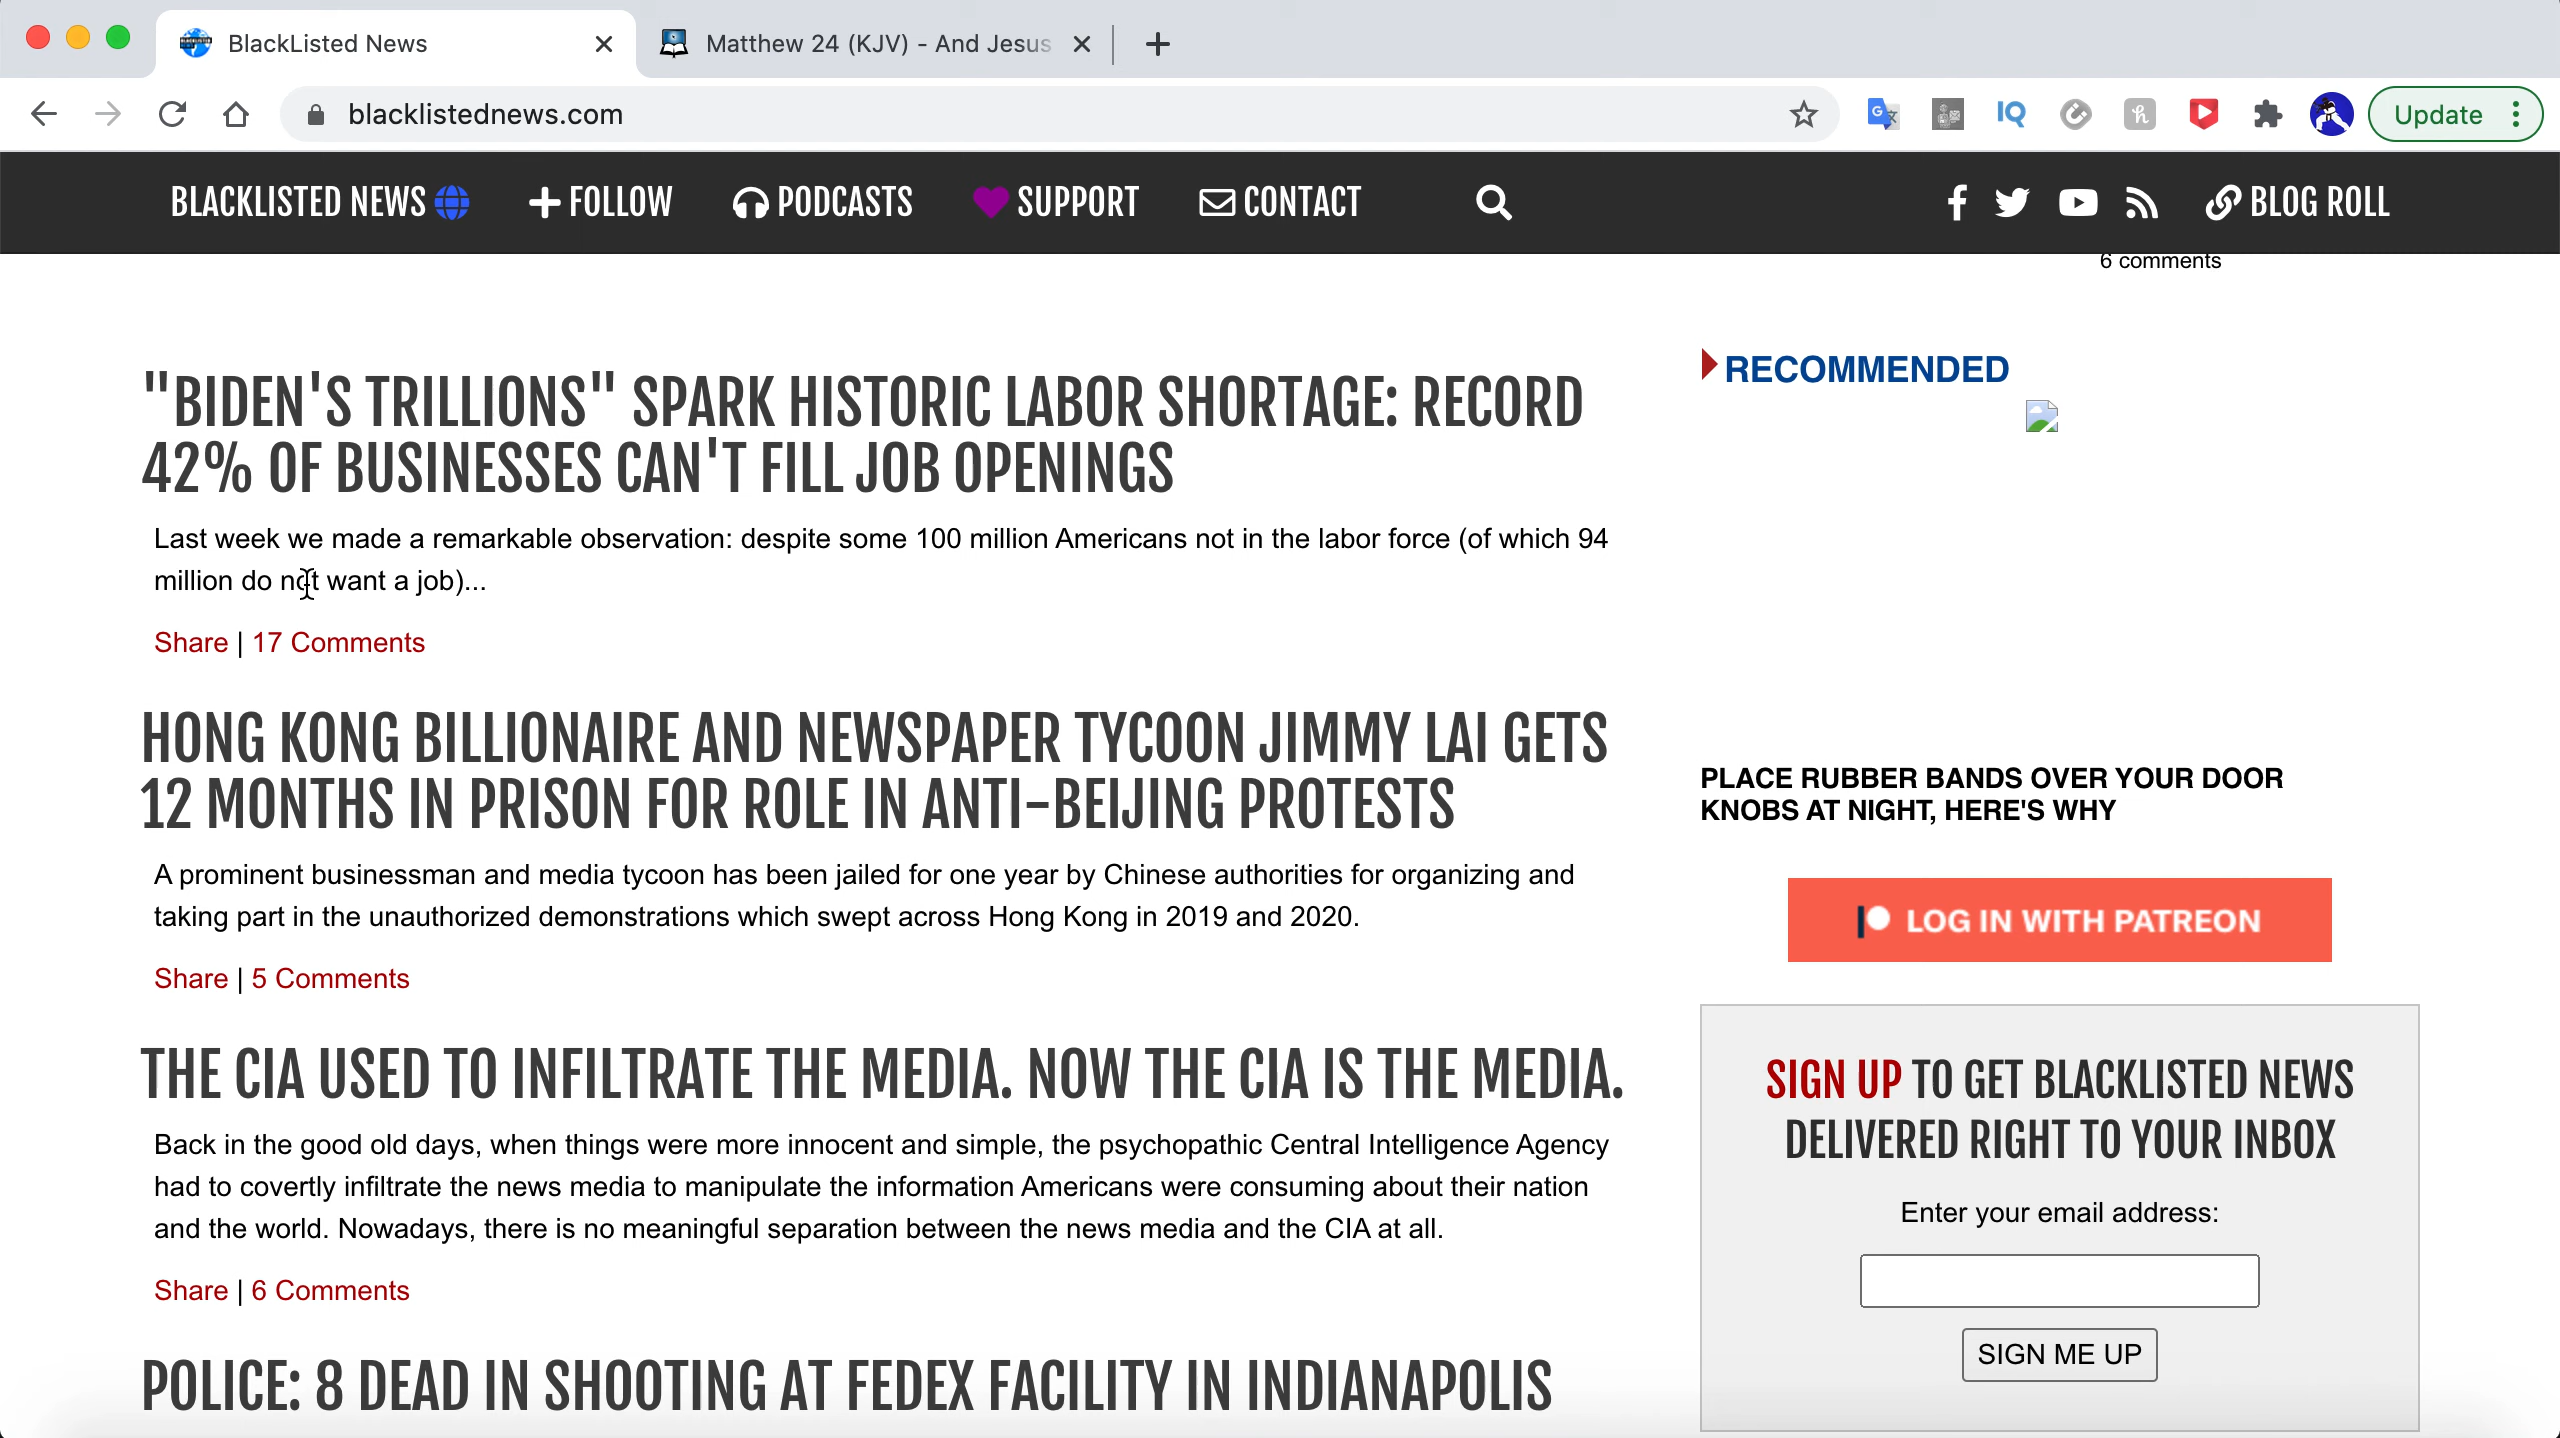 BlackListed News
Matthew 24 (KJV) - And Jesus
blacklistednews.com
Update
BLACKLISTED NEWS FOLLOW PODCASTS SUPPORT CONTACT BLOG ROLL
6 comments
"BIDEN'S TRILLIONS" SPARK HISTORIC LABOR SHORTAGE: RECORD
42% OF BUSINESSES CAN'T FILL JOB OPENINGS
Last week we made a remarkable observation: despite some 100 million Americans not in the labor force (of which 94
million do not want a job)...
Share | 17 Comments
HONG KONG BILLIONAIRE AND NEWSPAPER TYCOON JIMMY LAI GETS
12 MONTHS IN PRISON FOR ROLE IN ANTI-BEIJING PROTESTS
A prominent businessman and media tycoon has been jailed for one year by Chinese authorities for organizing and
taking part in the unauthorized demonstrations which swept across Hong Kong in 2019 and 2020.
Share | 5 Comments
THE CIA USED TO INFILTRATE THE MEDIA. NOW THE CIA IS THE MEDIA.
Back in the good old days, when things were more innocent and simple, the psychopathic Central Intelligence Agency
had to covertly infiltrate the news media to manipulate the information Americans were consuming about their nation
and the world. Nowadays, there is no meaningful separation between the news media and the CIA at all.
Share | 6 Comments
POLICE: 8 DEAD IN SHOOTING AT FEDEX FACILITY IN INDIANAPOLIS
RECOMMENDED
PLACE RUBBER BANDS OVER YOUR DOOR
KNOBS AT NIGHT, HERE'S WHY
LOG IN WITH PATREON
SIGN UP TO GET BLACKLISTED NEWS
DELIVERED RIGHT TO YOUR INBOX
Enter your email address:
SIGN ME UP